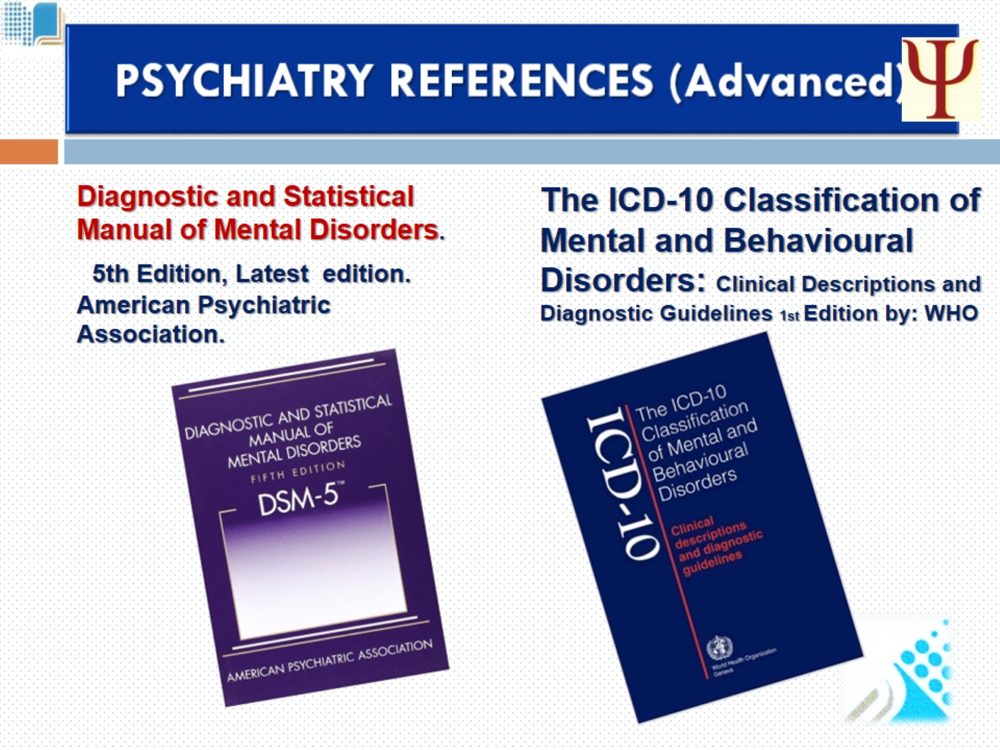 PSYCHIATRY REFERENCES (Advanced)
Ψ
Diagnostic and Statistical
Manual of Mental Disorders.
5th Edition, Latest edition.
American Psychiatric
Association.
The ICD-10 Classification of
Mental and Behavioural
Disorders: Clinical Descriptions and
Diagnostic Guidelines 1st Edition by: WHO
DIAGNOSTIC AND STATISTICAL
MANUAL OF
MENTAL DISORDERS
FIFTH EDITION
DSM-5™
AMERICAN PSYCHIATRIC ASSOCIATION
ICD-10
The ICD-10
Classification
of Mental and
Behavioural
Disorders
Clinical
descriptions
and diagnostic
guidelines
World Health Organization
Geneva